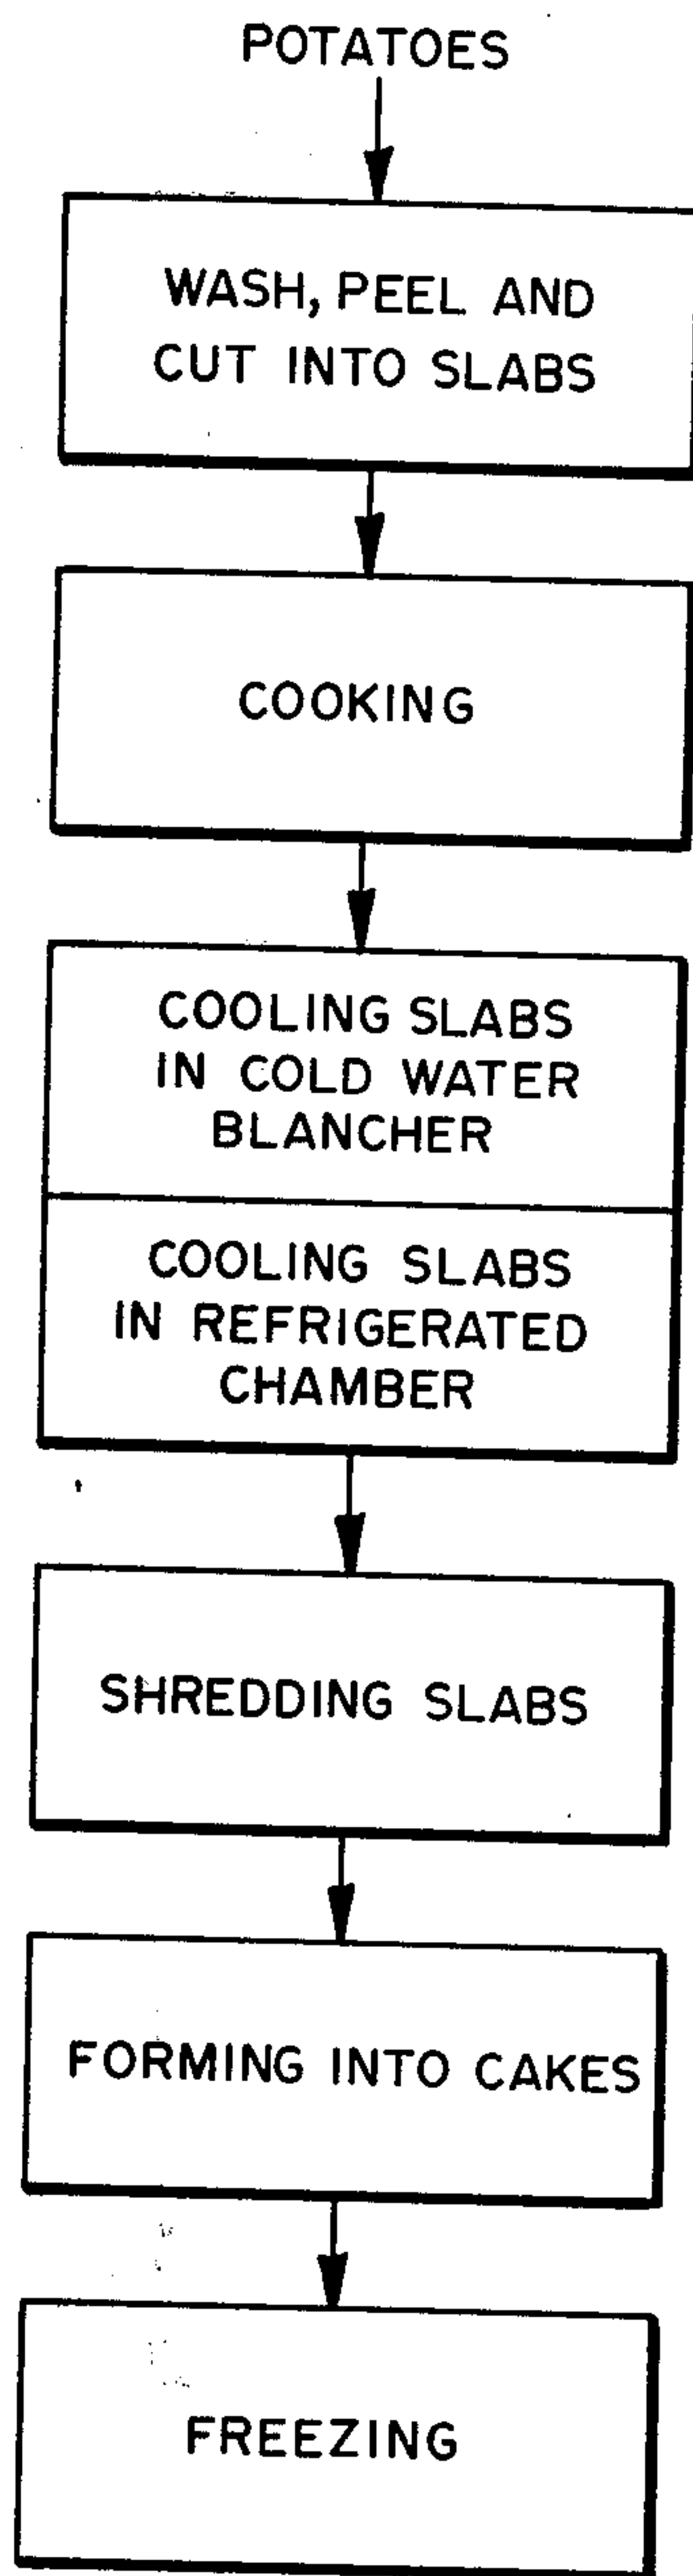 POTATOES
WASH, PEEL AND
CUT INTO SLABS
COOKING
COOLING SLABS
IN COLD WATER
BLANCHER
COOLING SLABS
IN REFRIGERATED
CHAMBER
SHREDDING SLABS
FORMING INTO CAKES
FREEZING